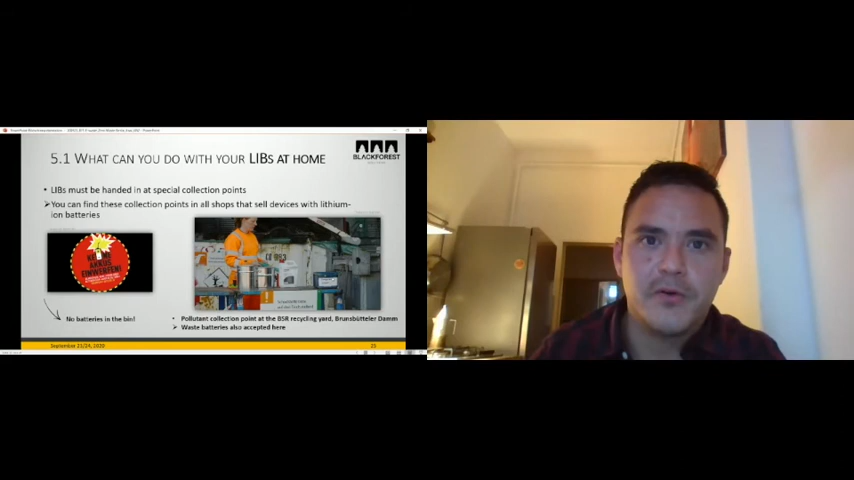 5.1 WHAT CAN YOU DO WITH YOUR LIBS AT HOME
BLACKFOREST
• LIBs must be handed in at special collection points
➢You can find these collection points in all shops that sell devices with lithium-
ion batteries
KEINE
AKKUS
EINWERFEN!
No batteries in the bin!
• Pollutant collection point at the BSR recycling yard, Brunsbütteler Damm
➢ Waste batteries also accepted here
September 23/24, 2020